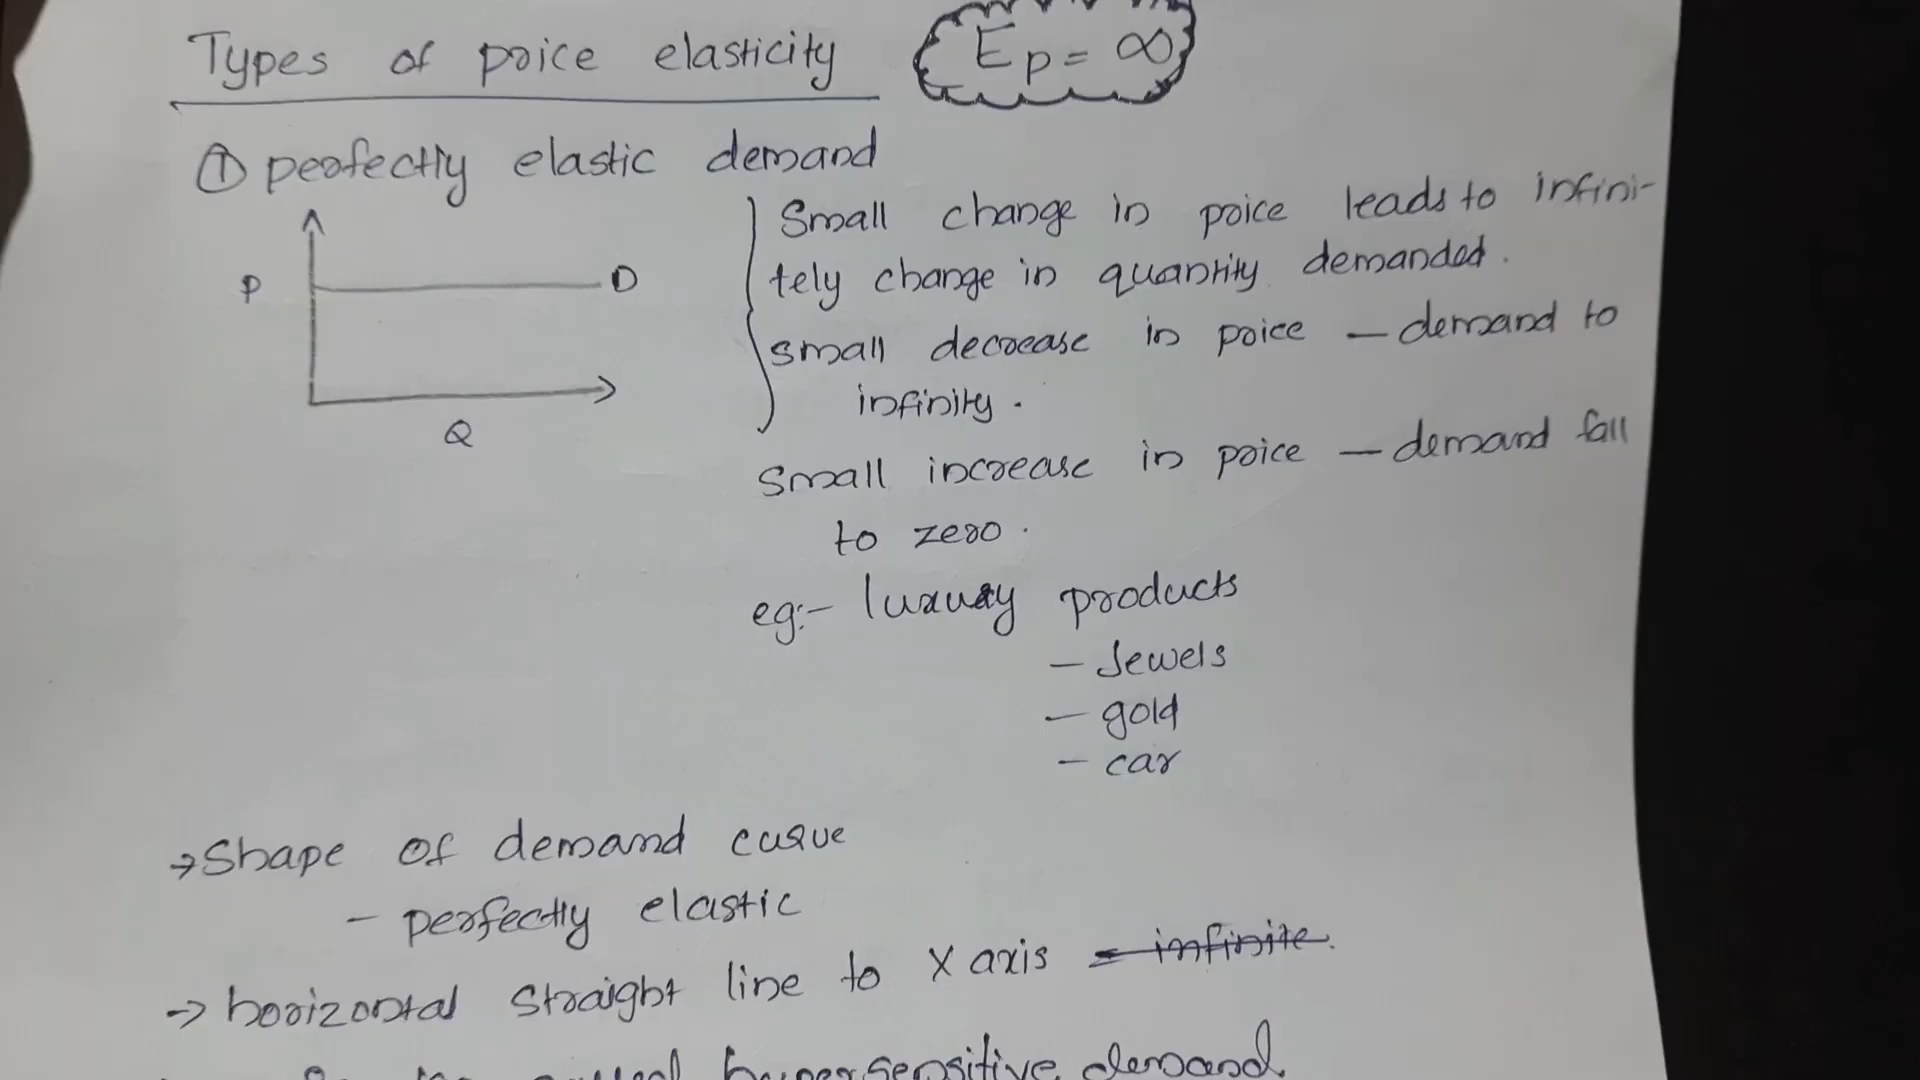 Types of price elasticity
Ep = ∞
① perfectly elastic demand
P
D
Q
Small change in price leads to infini-
tely change in quantity demanded.
small decrease in price — demand to
infinity.
Small increase in price — demand fall
to zero.
eg:- luxury products
- Jewels
- gold
- car
→ Shape of demand curve
- perfectly elastic
→ horizontal straight line to X axis = infinite.
hypersensitive demand.